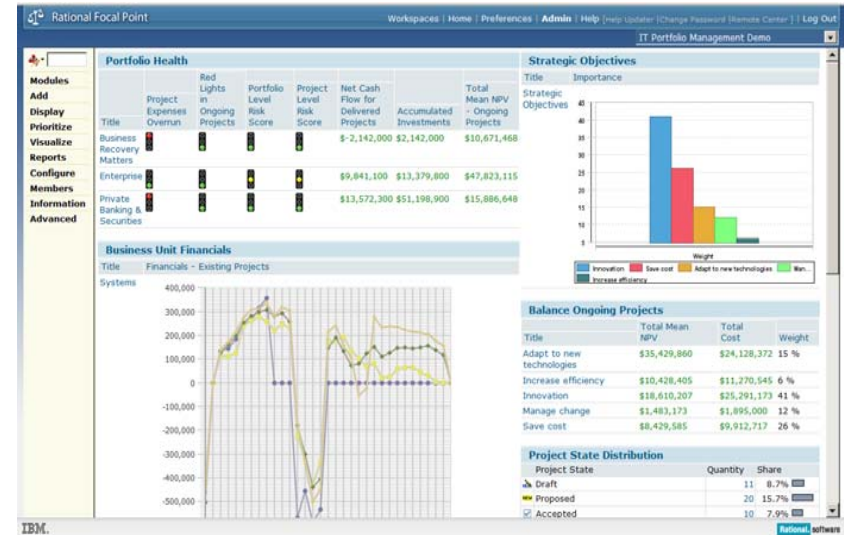 Rational Focal Point
Workspaces | Home | Preferences | Admin | Help [Help Updater |Change Password |Remote Center ] | Log Out
IT Portfolio Management Demo
Modules
Add
Display
Prioritize
Visualize
Reports
Configure
Members
Information
Advanced
Portfolio Health
Title
Project Expenses Overrun
Red Lights in Ongoing Projects
Portfolio Level Risk Score
Project Level Risk Score
Net Cash Flow for Delivered Projects
Accumulated Investments
Total Mean NPV - Ongoing Projects
Business Recovery Matters $-2,142,000 $2,142,000 $10,671,468
Enterprise $9,841,100 $13,379,800 $47,823,115
Private Banking & Securities $13,572,300 $51,198,900 $15,886,648
Business Unit Financials
Title Financials - Existing Projects
Systems
400,000
300,000
200,000
100,000
0
-100,000
-200,000
-300,000
-400,000
-500,000
Strategic Objectives
Title Importance
Strategic Objectives
41
40
35
30
25
20
15
10
5
Weight
Innovation Save cost Adapt to new technologies Man...
Increase efficiency
Balance Ongoing Projects
Title Total Mean NPV Total Cost Weight
Adapt to new technologies $35,429,860 $24,128,372 15 %
Increase efficiency $10,428,405 $11,270,545 6 %
Innovation $18,610,207 $25,291,173 41 %
Manage change $1,483,173 $1,895,000 12 %
Save cost $8,429,585 $9,912,717 26 %
Project State Distribution
Project State Quantity Share
Draft 11 8.7%
NEW Proposed 20 15.7%
Accepted 10 7.9%
IBM.
Rational. software